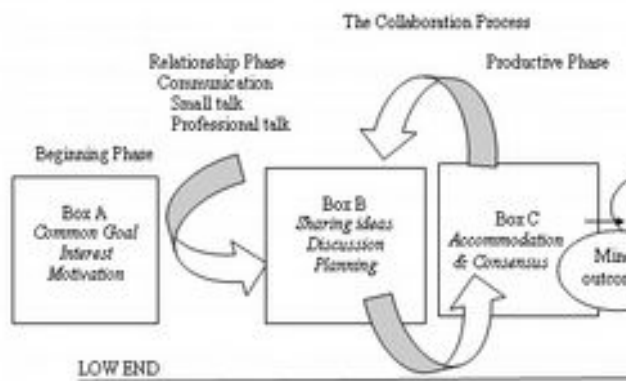 The Collaboration Process
Relationship Phase
Communication
Small talk
Professional talk
Productive Phase
Beginning Phase
Box A
Common Goal
Interest
Motivation
Box B
Sharing ideas
Discussion
Planning
Box C
Accommodation
& Consensus
LOW END